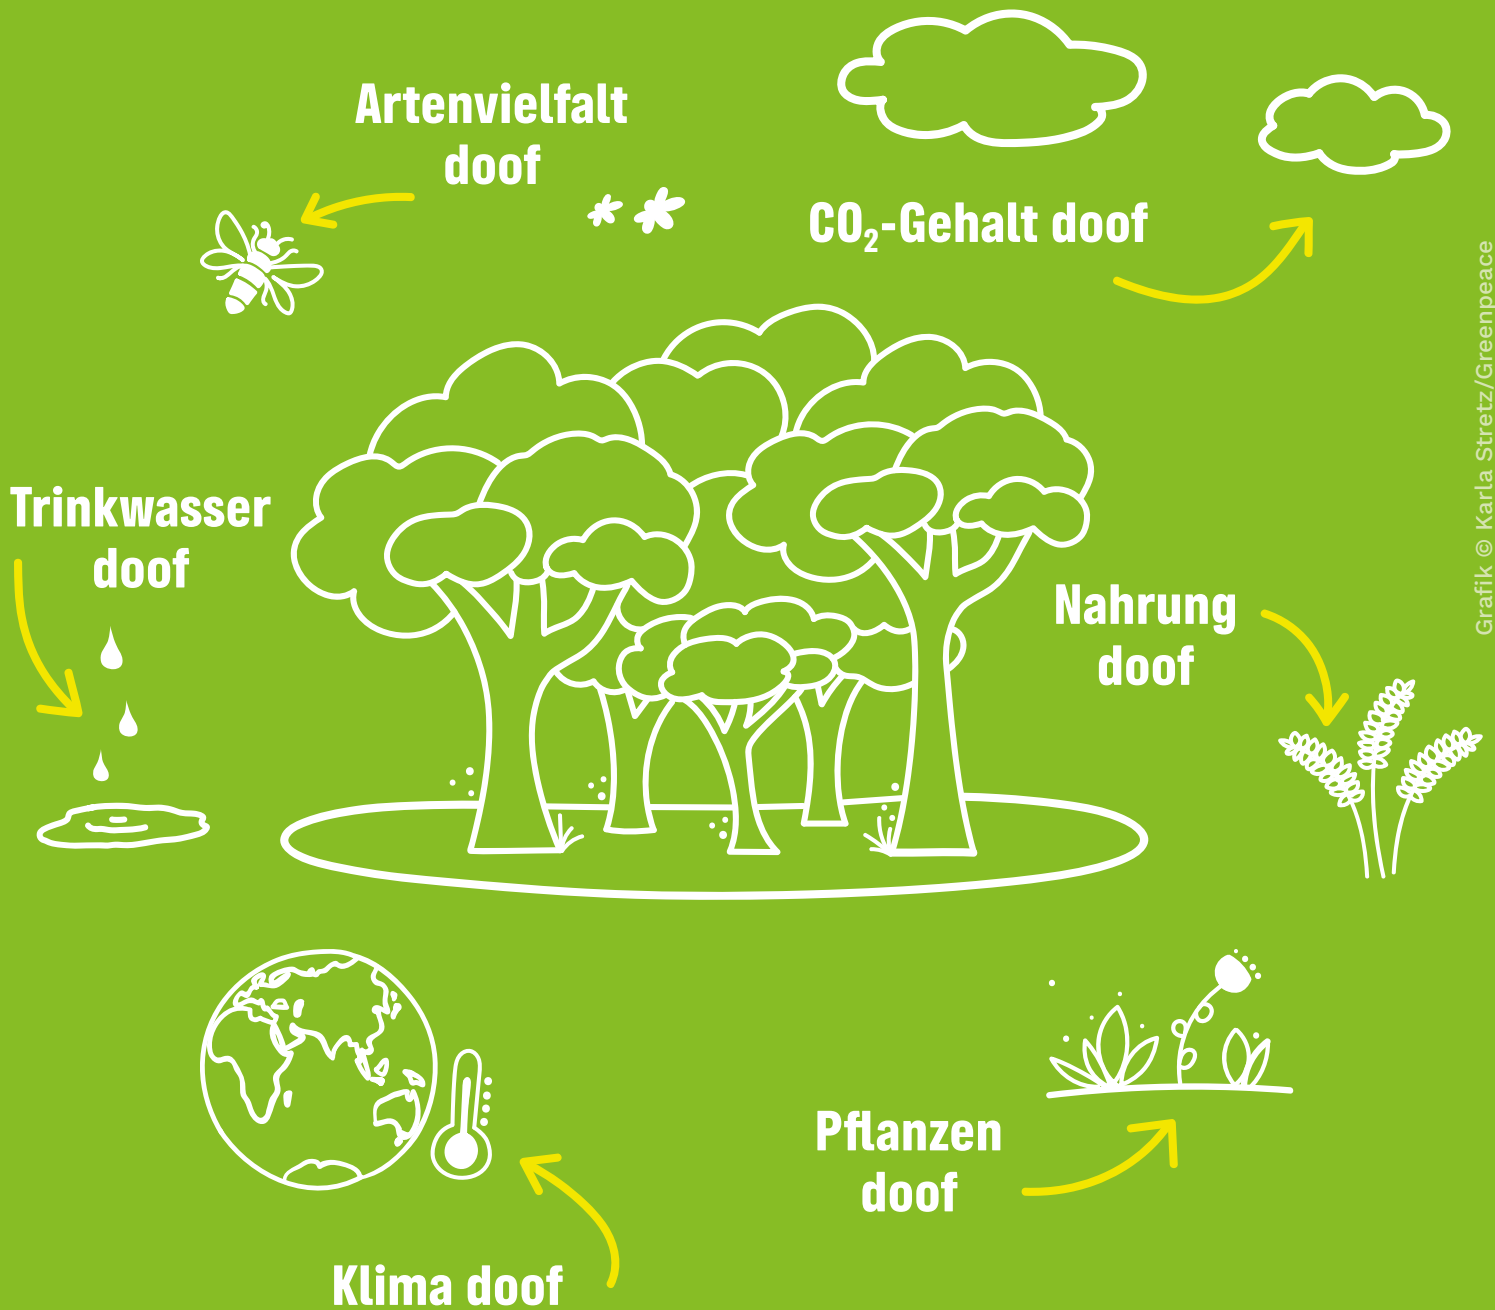 Artenvielfalt
doof
CO₂-Gehalt doof
Trinkwasser
doof
Nahrung
doof
Pflanzen
doof
Klima doof
Grafik © Karla Stretz/Greenpeace